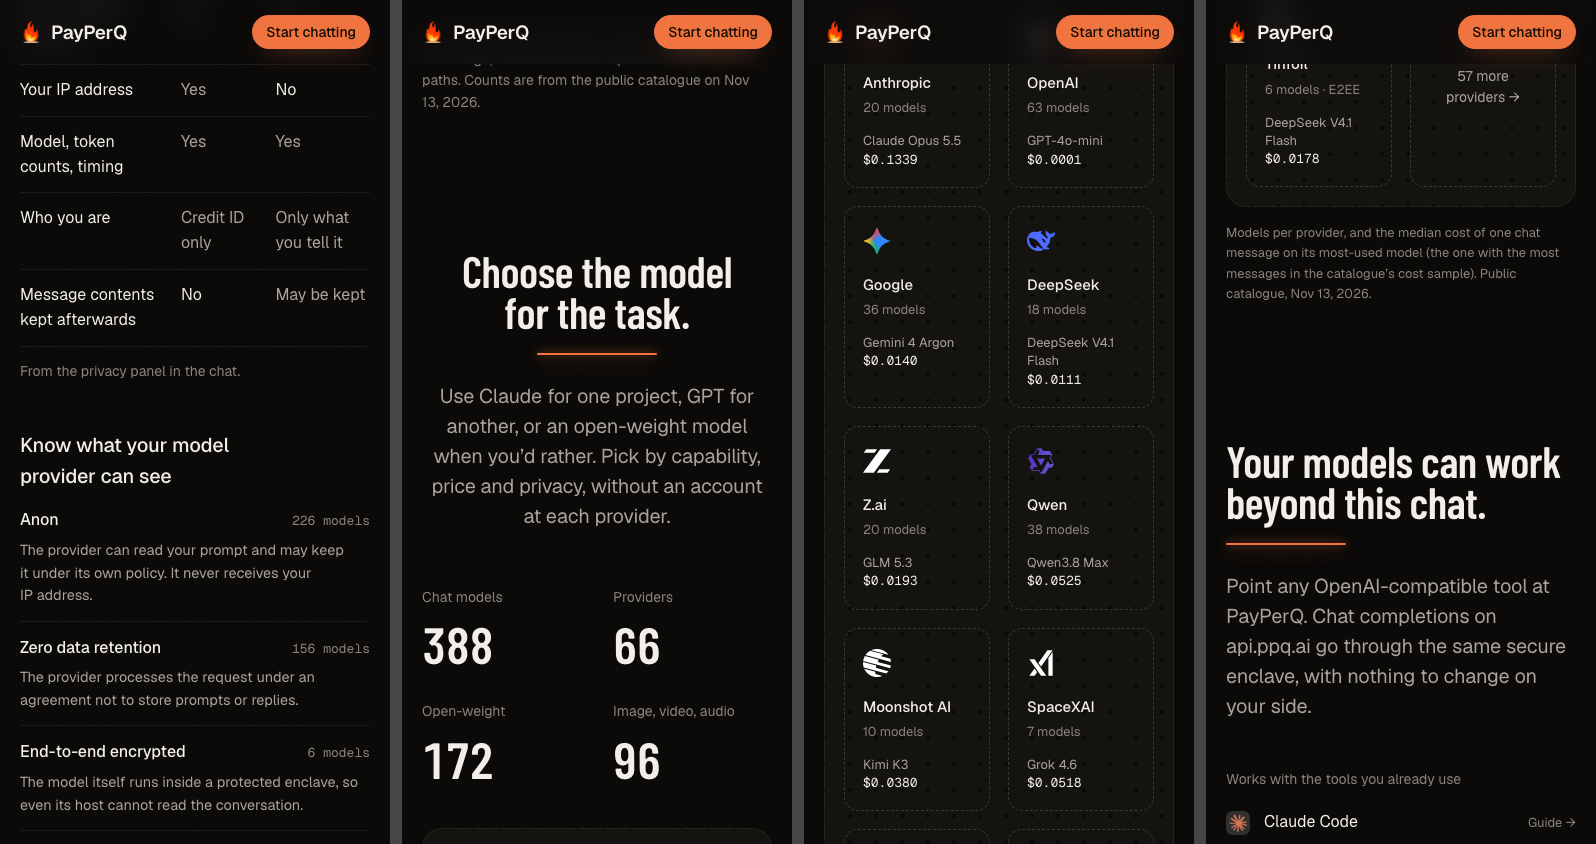 PayPerQ
Start chatting
Your IP address Yes No
Model, token counts, timing Yes Yes
Who you are Credit ID only Only what you tell it
Message contents kept afterwards No May be kept
From the privacy panel in the chat.
Know what your model
provider can see
Anon 226 models
The provider can read your prompt and may keep
it under its own policy. It never receives your
IP address.
Zero data retention 156 models
The provider processes the request under an
agreement not to store prompts or replies.
End-to-end encrypted 6 models
The model itself runs inside a protected enclave, so
even its host cannot read the conversation.
PayPerQ
Start chatting
paths. Counts are from the public catalogue on Nov
13, 2026.
Choose the model
for the task.
Use Claude for one project, GPT for
another, or an open-weight model
when you’d rather. Pick by capability,
price and privacy, without an account
at each provider.
Chat models
388
Providers
66
Open-weight
172
Image, video, audio
96
PayPerQ
Start chatting
Anthropic
20 models
Claude Opus 5.5
$0.1339
OpenAI
63 models
GPT-4o-mini
$0.0001
Google
36 models
Gemini 4 Argon
$0.0140
DeepSeek
18 models
DeepSeek V4.1
Flash
$0.0111
Z.ai
20 models
GLM 5.3
$0.0193
Qwen
38 models
Qwen3.8 Max
$0.0525
Moonshot AI
10 models
Kimi K3
$0.0380
SpaceXAI
7 models
Grok 4.6
$0.0518
PayPerQ
Start chatting
Tinfoil
6 models · E2EE
DeepSeek V4.1
Flash
$0.0178
57 more
providers →
Models per provider, and the median cost of one chat
message on its most-used model (the one with the most
messages in the catalogue’s cost sample). Public
catalogue, Nov 13, 2026.
Your models can work
beyond this chat.
Point any OpenAI-compatible tool at
PayPerQ. Chat completions on
api.ppq.ai go through the same secure
enclave, with nothing to change on
your side.
Works with the tools you already use
Claude Code Guide →